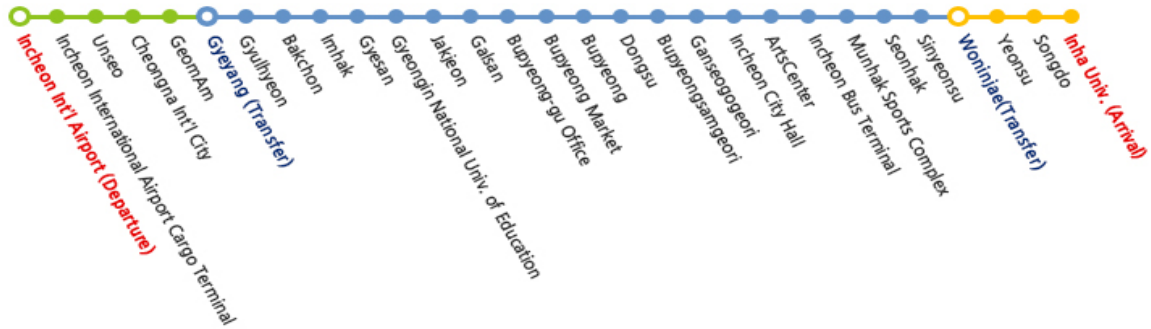 Incheon Int'l Airport (Departure)
Incheon International Airport Cargo Terminal
Unseo
Cheongna Int'l City
GeomAm
Gyeyang (Transfer)
Gyulhyeon
Bakchon
Imhak
Gyesan
Gyeongin National Univ. of Education
Jakjeon
Galsan
Bupyeong-gu Office
Bupyeong Market
Bupyeong
Dongsu
Bupyeongsamgeori
Ganseogogeori
Incheon City Hall
ArtsCenter
Incheon Bus Terminal
Munhak Sports Complex
Seonhak
Sinyeonsu
Woniniae(Transfer)
Yeonsu
Songdo
Inha Univ. (Arrival)